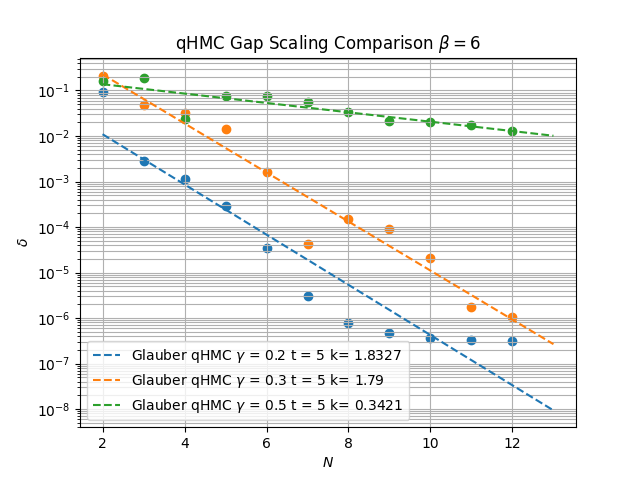 qHMC Gap Scaling Comparison β = 6
10⁻¹
10⁻²
10⁻³
10⁻⁴
10⁻⁵
10⁻⁶
10⁻⁷
10⁻⁸
δ
Glauber qHMC γ = 0.2 t = 5 k= 1.8327
Glauber qHMC γ = 0.3 t = 5 k= 1.79
Glauber qHMC γ = 0.5 t = 5 k= 0.3421
2 4 6 8 10 12
N